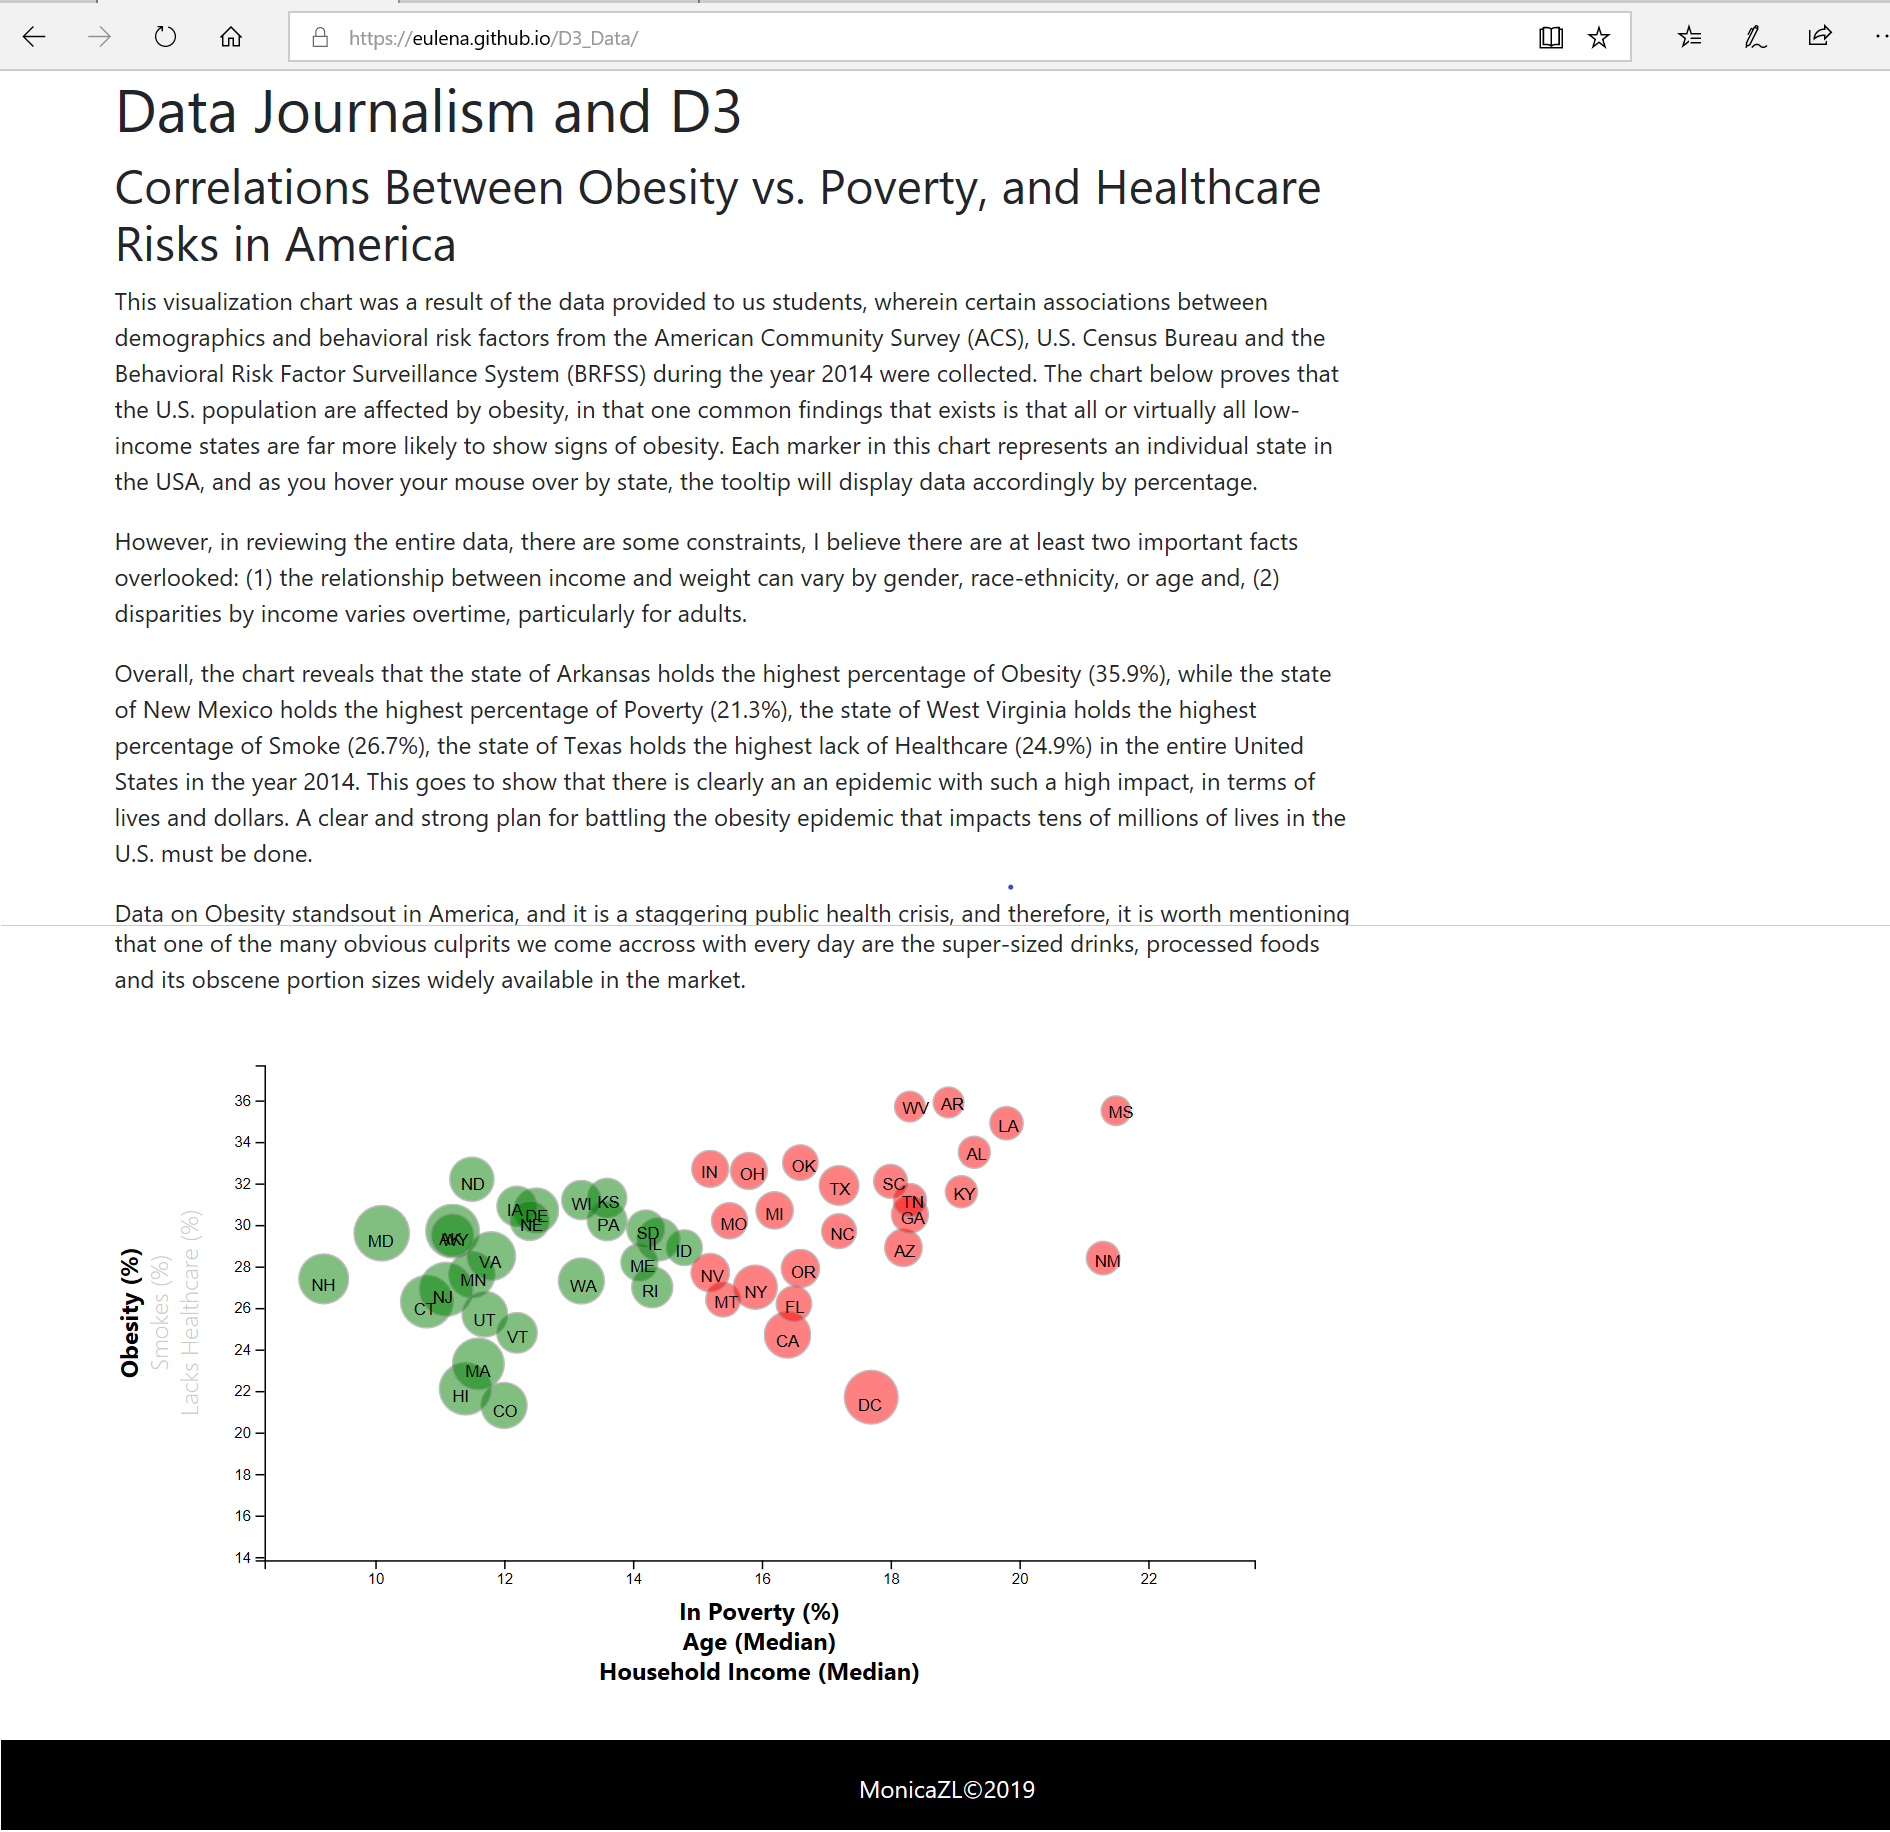 https://eulena.github.io/D3_Data/
Data Journalism and D3
Correlations Between Obesity vs. Poverty, and Healthcare
Risks in America
This visualization chart was a result of the data provided to us students, wherein certain associations between
demographics and behavioral risk factors from the American Community Survey (ACS), U.S. Census Bureau and the
Behavioral Risk Factor Surveillance System (BRFSS) during the year 2014 were collected. The chart below proves that
the U.S. population are affected by obesity, in that one common findings that exists is that all or virtually all low-
income states are far more likely to show signs of obesity. Each marker in this chart represents an individual state in
the USA, and as you hover your mouse over by state, the tooltip will display data accordingly by percentage.
However, in reviewing the entire data, there are some constraints, I believe there are at least two important facts
overlooked: (1) the relationship between income and weight can vary by gender, race-ethnicity, or age and, (2)
disparities by income varies overtime, particularly for adults.
Overall, the chart reveals that the state of Arkansas holds the highest percentage of Obesity (35.9%), while the state
of New Mexico holds the highest percentage of Poverty (21.3%), the state of West Virginia holds the highest
percentage of Smoke (26.7%), the state of Texas holds the highest lack of Healthcare (24.9%) in the entire United
States in the year 2014. This goes to show that there is clearly an an epidemic with such a high impact, in terms of
lives and dollars. A clear and strong plan for battling the obesity epidemic that impacts tens of millions of lives in the
U.S. must be done.
Data on Obesity standsout in America, and it is a staggering public health crisis, and therefore, it is worth mentioning
that one of the many obvious culprits we come accross with every day are the super-sized drinks, processed foods
and its obscene portion sizes widely available in the market.
Obesity (%)
Smokes (%)
Lacks Healthcare (%)
36
34
32
30
28
26
24
22
20
18
16
14
WV
AR
MS
LA
AL
IN
OH
OK
TX
SC
KY
ND
TN
GA
IA
DE
NE
WI
KS
PA
MO
MI
NC
AZ
MD
AK
WY
SD
IL
ID
NM
VA
ME
NH
MN
WA
RI
NV
OR
NY
MT
FL
NJ
CT
UT
VT
CA
MA
HI
CO
DC
10
12
14
16
18
20
22
In Poverty (%)
Age (Median)
Household Income (Median)
MonicaZL©2019